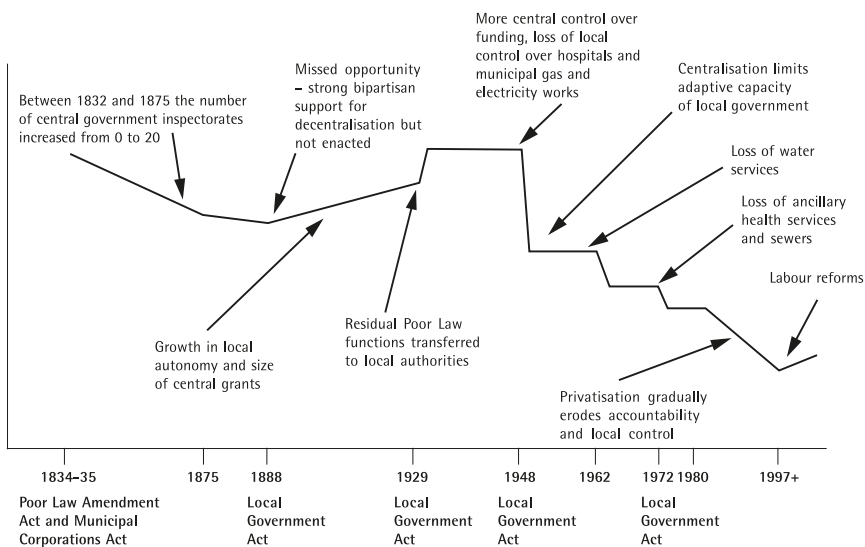 Between 1832 and 1875 the number
of central government inspectorates
increased from 0 to 20
Missed opportunity
– strong bipartisan
support for
decentralisation but
not enacted
More central control over
funding, loss of local
control over hospitals and
municipal gas and
electricity works
Centralisation limits
adaptive capacity
of local government
Loss of water
services
Loss of ancillary
health services
and sewers
Labour reforms
Growth in local
autonomy and size
of central grants
Residual Poor Law
functions transferred
to local authorities
Privatisation gradually
erodes accountability
and local control
1834–35
1875
1888
1929
1948
1962
1972
1980
1997+
Poor Law Amendment
Act and Municipal
Corporations Act
Local
Government
Act
Local
Government
Act
Local
Government
Act
Local
Government
Act